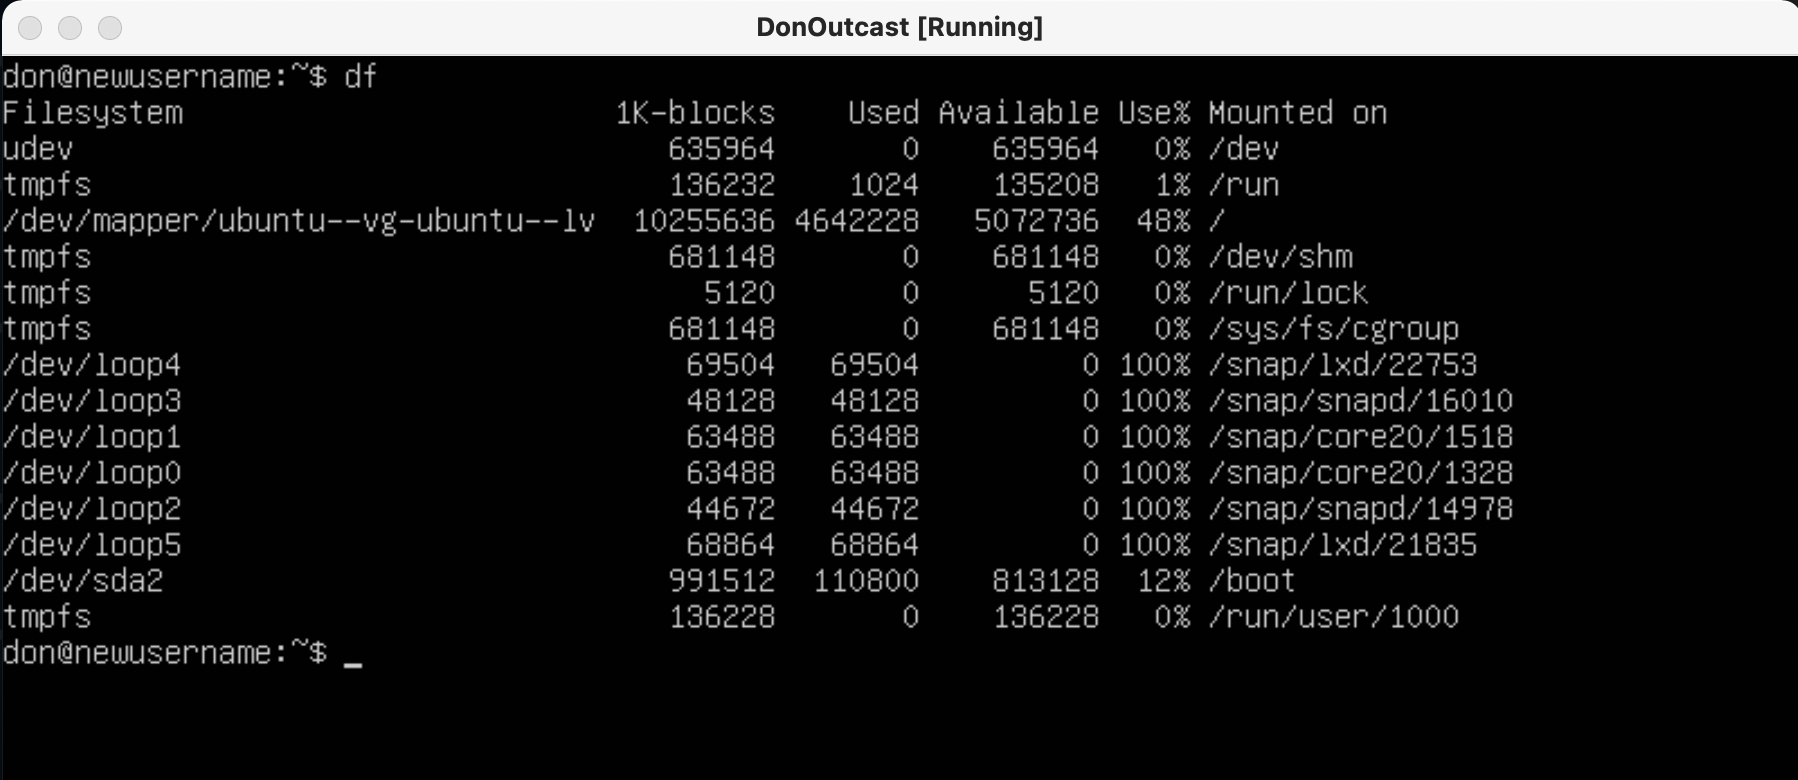 DonOutcast [Running]
don@newusername:~$ df
Filesystem 1K-blocks Used Available Use% Mounted on
udev 635964 0 635964 0% /dev
tmpfs 136232 1024 135208 1% /run
/dev/mapper/ubuntu--vg-ubuntu--lv 10255636 4642228 5072736 48% /
tmpfs 681148 0 681148 0% /dev/shm
tmpfs 5120 0 5120 0% /run/lock
tmpfs 681148 0 681148 0% /sys/fs/cgroup
/dev/loop4 69504 69504 0 100% /snap/lxd/22753
/dev/loop3 48128 48128 0 100% /snap/snapd/16010
/dev/loop1 63488 63488 0 100% /snap/core20/1518
/dev/loop0 63488 63488 0 100% /snap/core20/1328
/dev/loop2 44672 44672 0 100% /snap/snapd/14978
/dev/loop5 68864 68864 0 100% /snap/lxd/21835
/dev/sda2 991512 110800 813128 12% /boot
tmpfs 136228 0 136228 0% /run/user/1000
don@newusername:~$ _